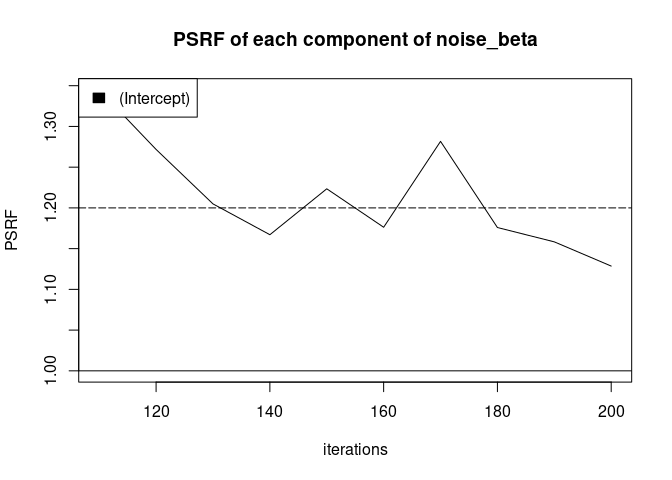 PSRF of each component of noise_beta
(Intercept)
PSRF
1.30
1.20
1.10
1.00
120 140 160 180 200
iterations